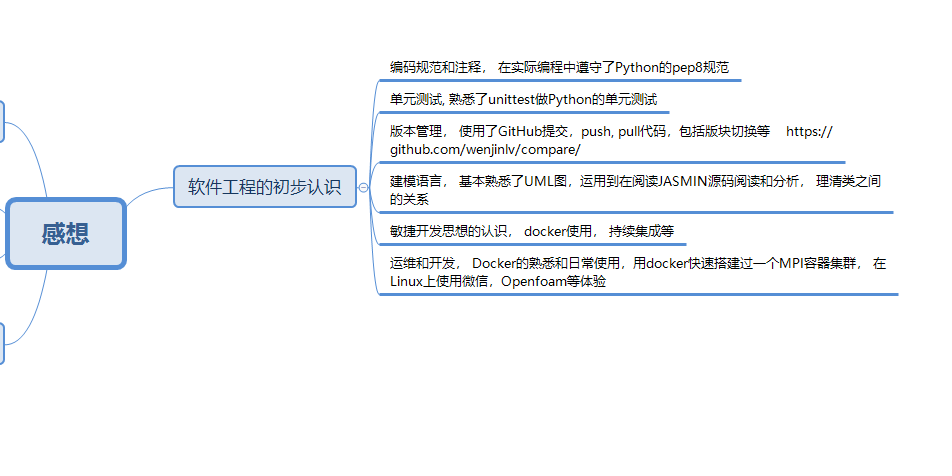 感想
软件工程的初步认识
编码规范和注释， 在实际编程中遵守了Python的pep8规范
单元测试, 熟悉了unittest做Python的单元测试
版本管理， 使用了GitHub提交，push, pull代码，包括版块切换等 https://
github.com/wenjinlv/compare/
建模语言， 基本熟悉了UML图，运用到在阅读JASMIN源码阅读和分析， 理清类之间
的关系
敏捷开发思想的认识， docker使用， 持续集成等
运维和开发， Docker的熟悉和日常使用，用docker快速搭建过一个MPI容器集群， 在
Linux上使用微信，Openfoam等体验